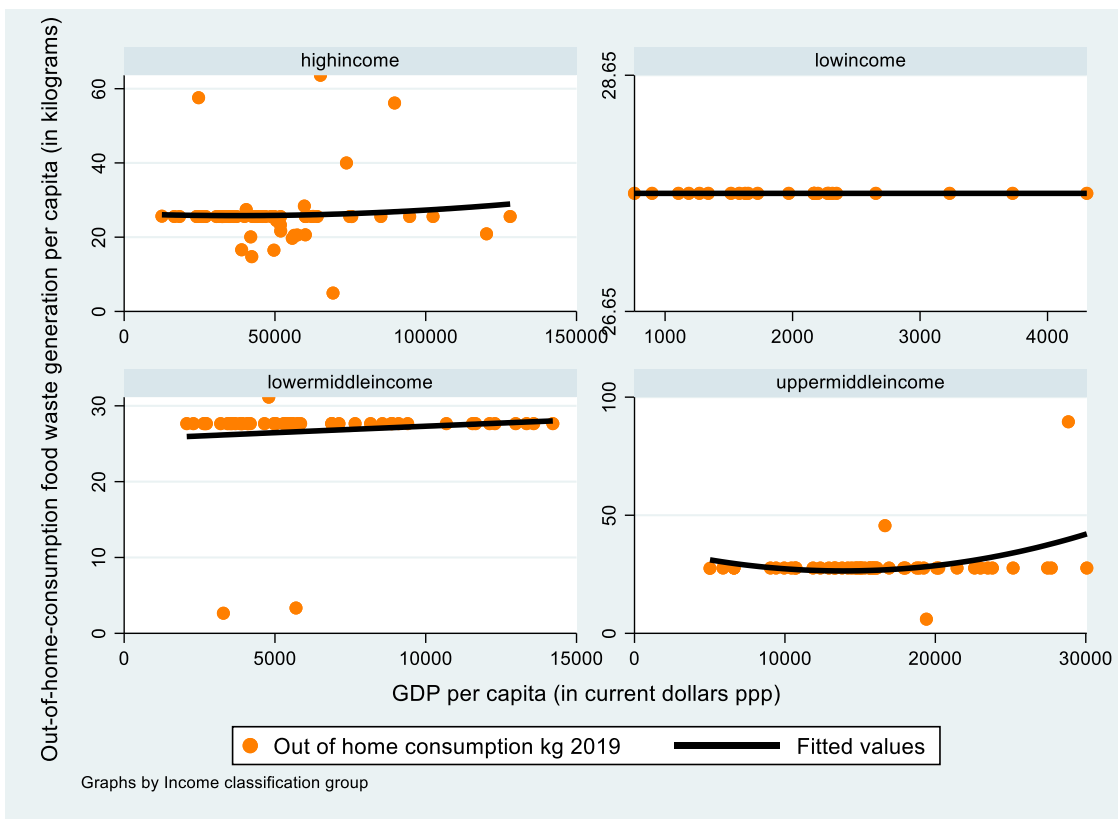 Out-of-home-consumption food waste generation per capita (in kilograms)
highincome
60
40
20
0
0 50000 100000 150000
lowincome
28.65
26.65
1000 2000 3000 4000
lowermiddleincome
30
20
10
0
0 5000 10000 15000
uppermiddleincome
100
50
0
0 10000 20000 30000
GDP per capita (in current dollars ppp)
Out of home consumption kg 2019 Fitted values
Graphs by Income classification group